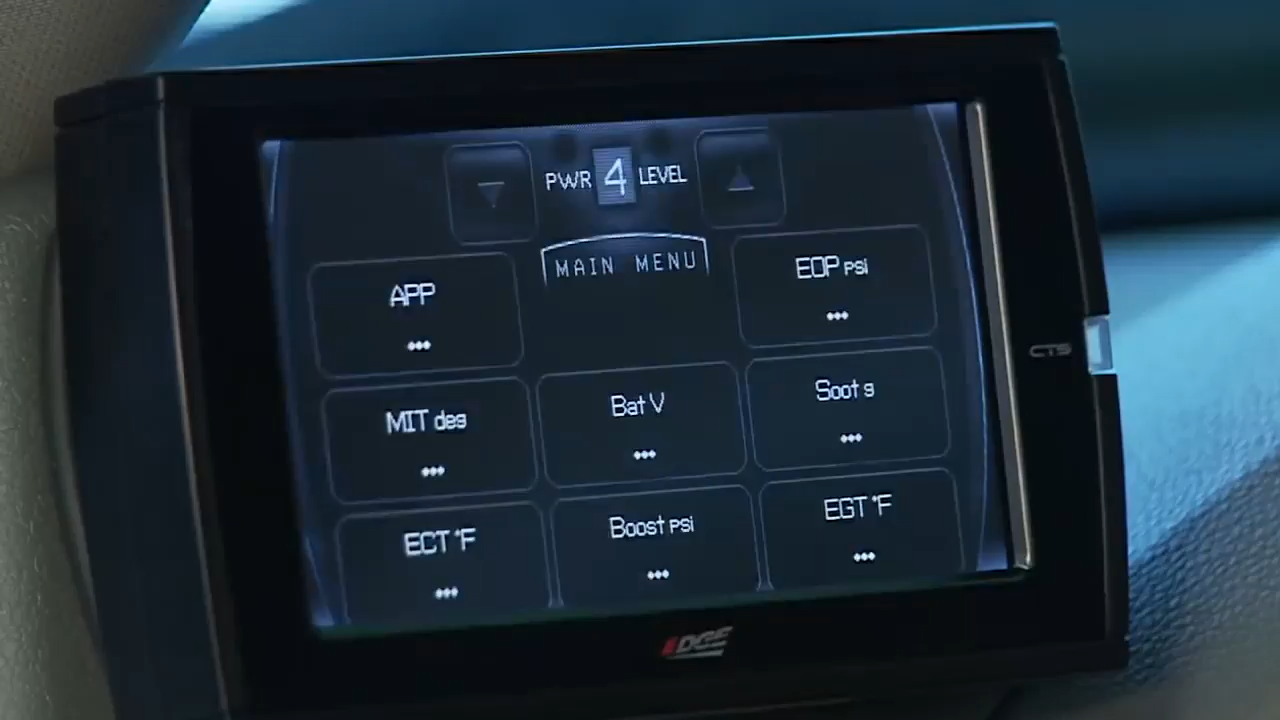 PWR 4 LEVEL
MAIN MENU
APP
EOP psi
MIT deg
Bat V
Soot g
ECT °F
Boost psi
EGT °F
CTS
EDGE